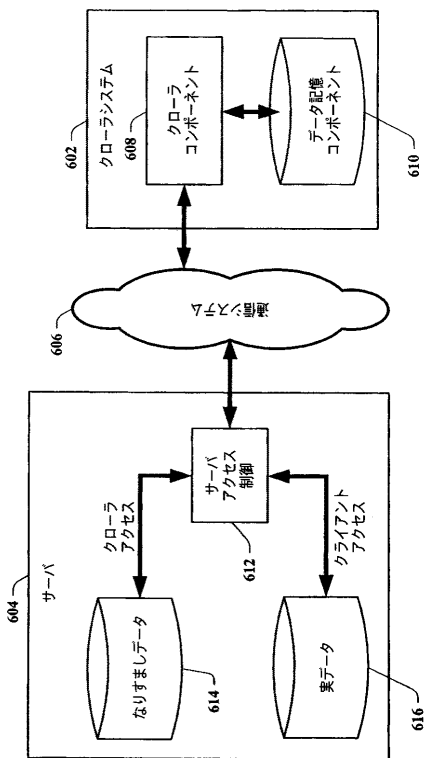 602
クローラシステム
608
クローラ
コンポーネント
データ記憶
コンポーネント
610
606
通信システム
604
サーバ
クローラ
アクセス
サーバ
アクセス
制御
612
クライアント
アクセス
なりすましデータ
614
実データ
616